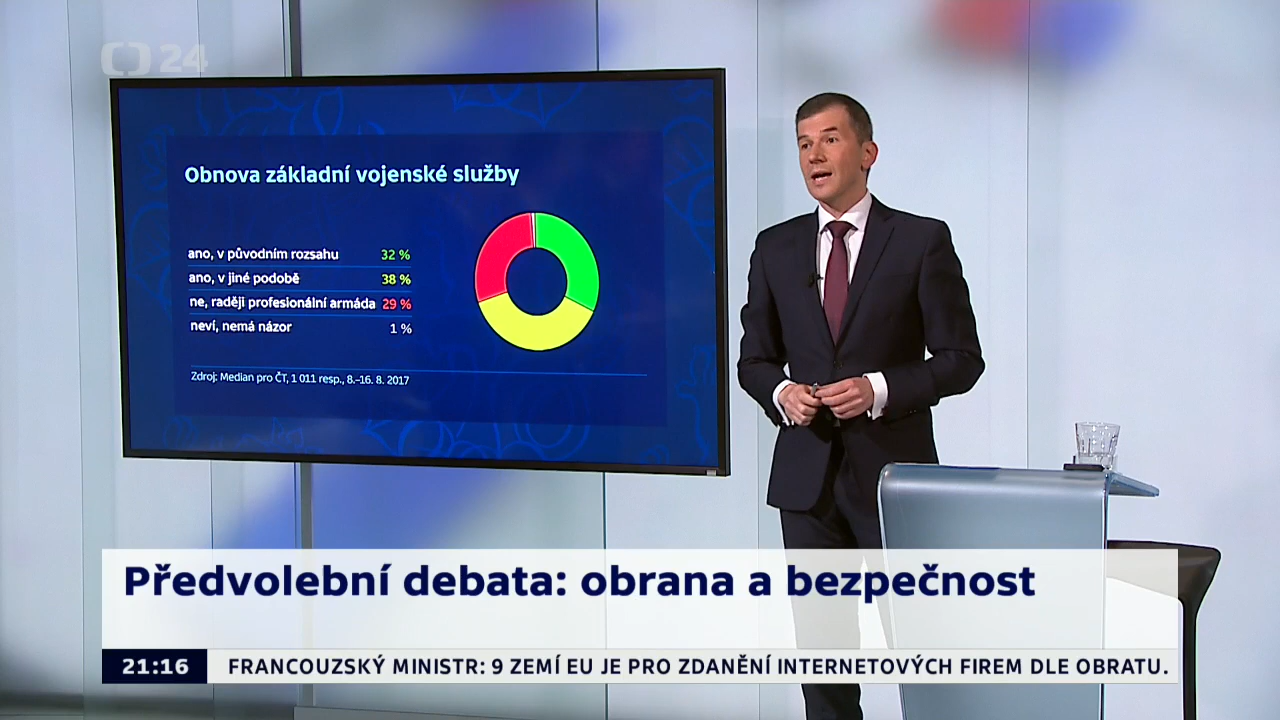 ČT 24
Obnova základní vojenské služby
ano, v původním rozsahu 32 %
ano, v jiné podobě 38 %
ne, raději profesionální armáda 29 %
neví, nemá názor 1 %
Zdroj: Median pro ČT, 1 011 resp., 8.–16. 8. 2017
Předvolební debata: obrana a bezpečnost
21:16 FRANCOUZSKÝ MINISTR: 9 ZEMÍ EU JE PRO ZDANĚNÍ INTERNETOVÝCH FIREM DLE OBRATU.